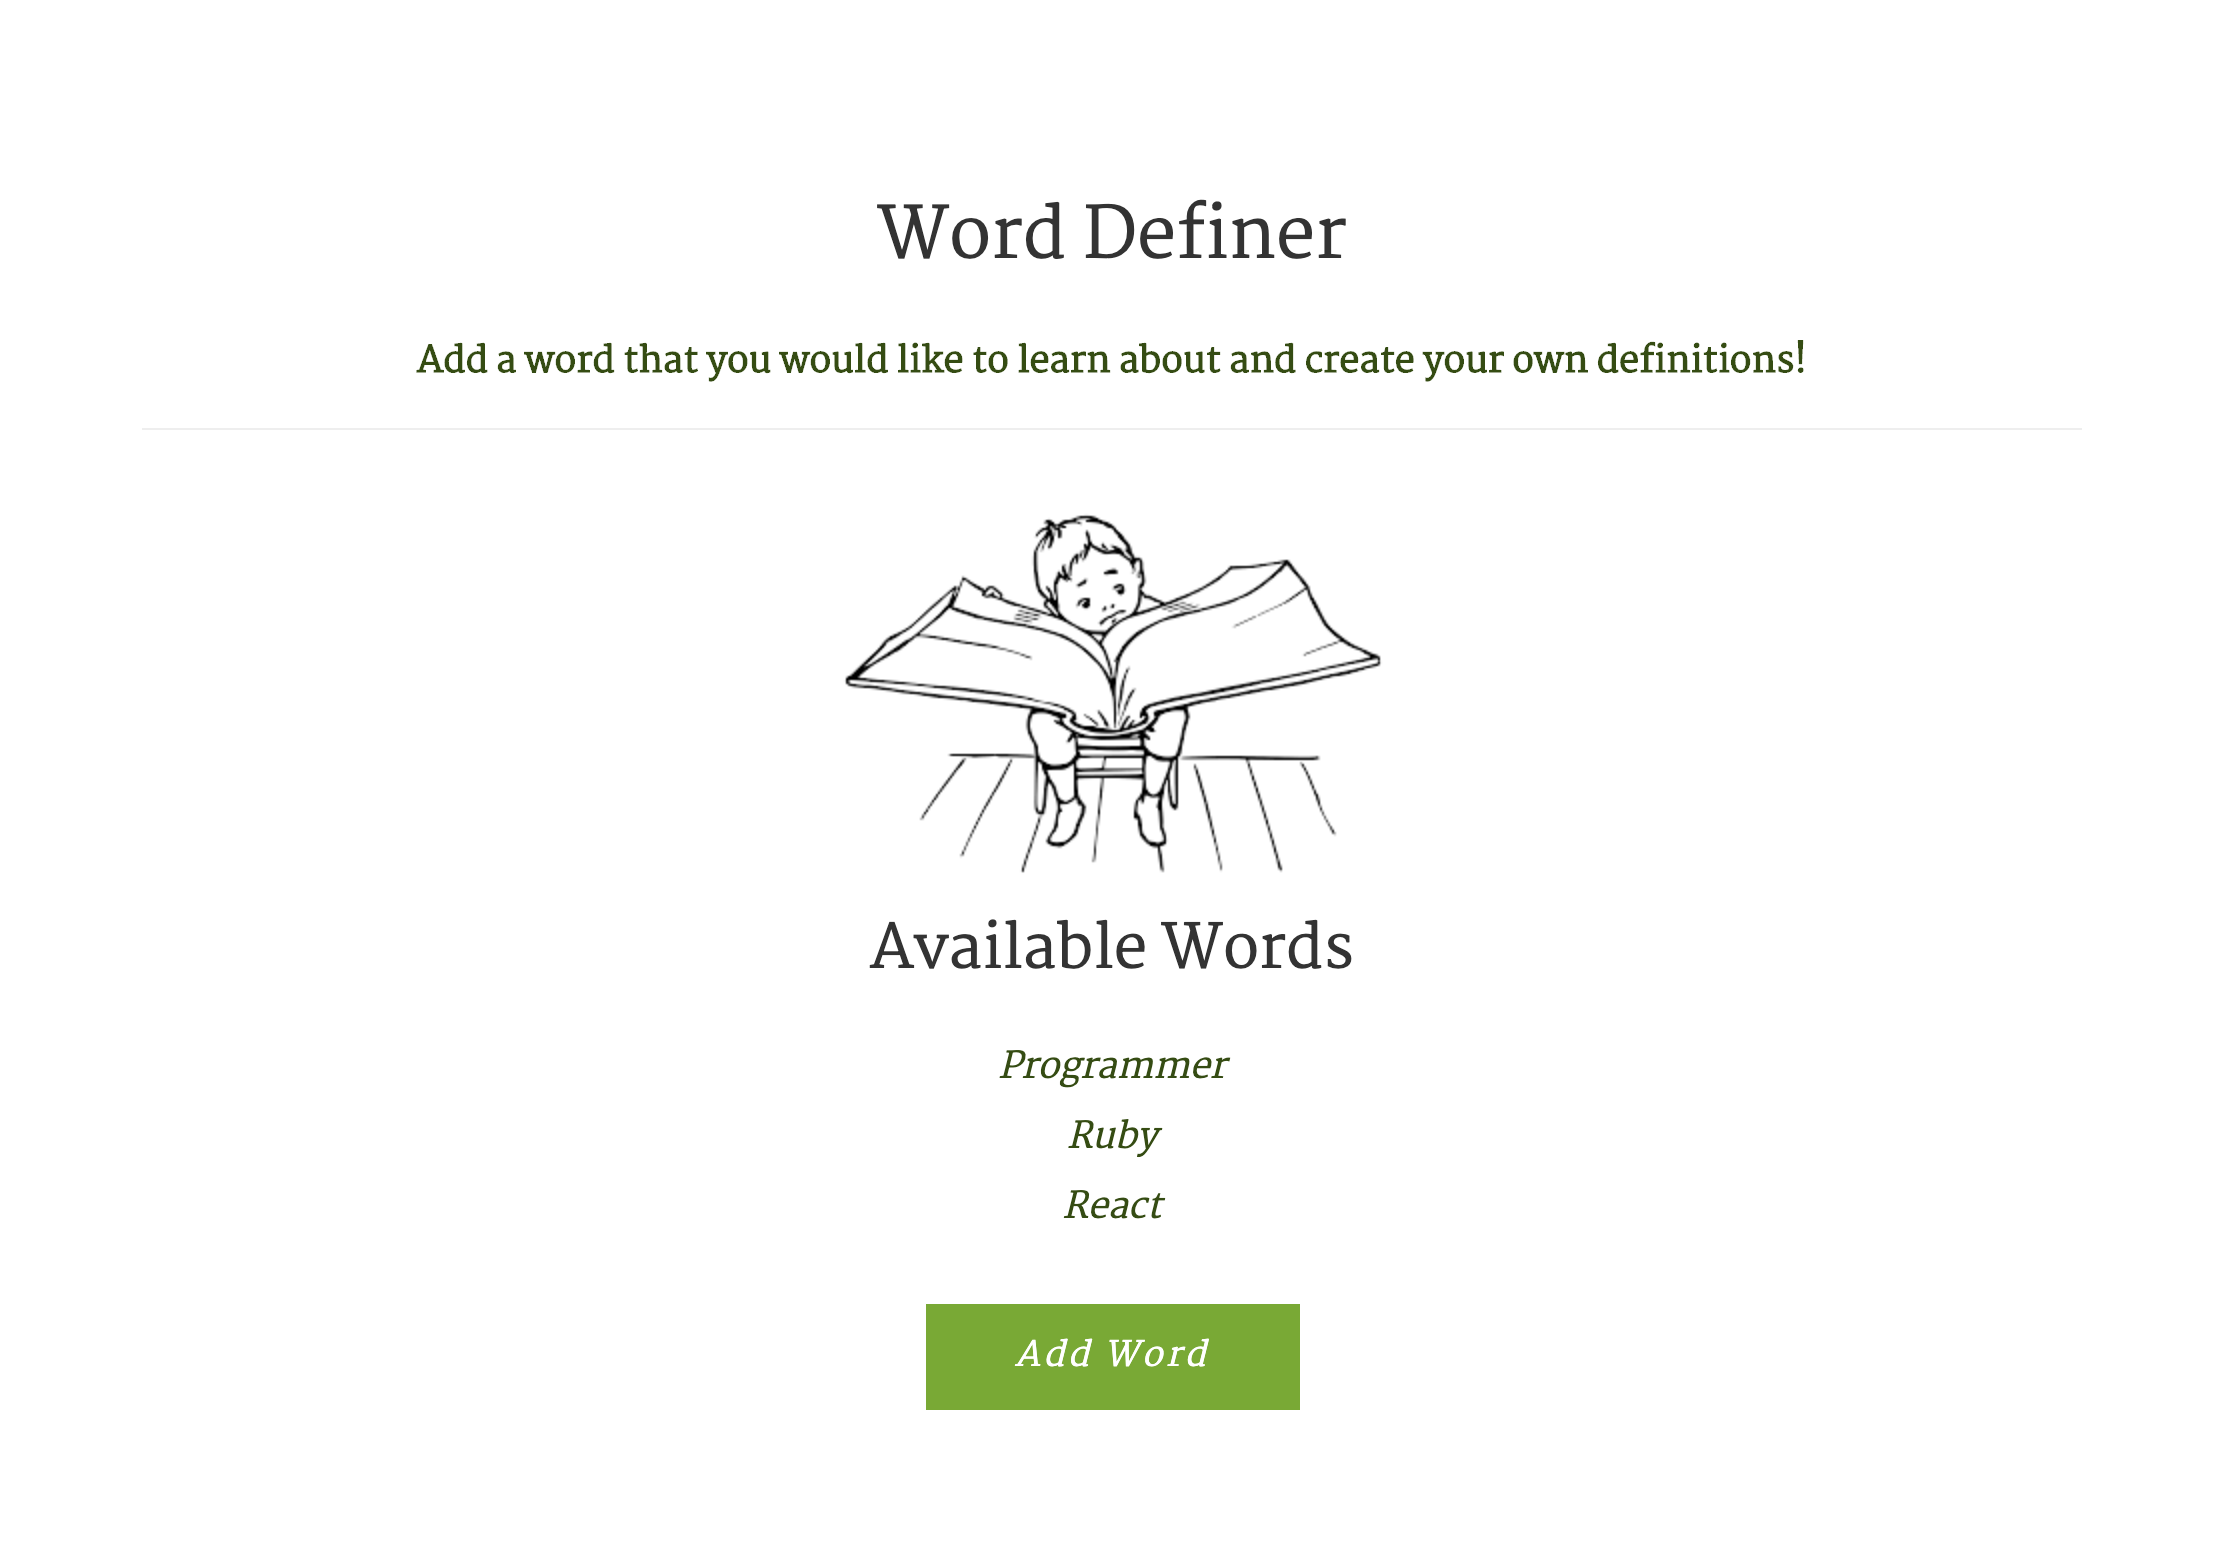 Word Definer
Add a word that you would like to learn about and create your own definitions!
Available Words
Programmer
Ruby
React
Add Word